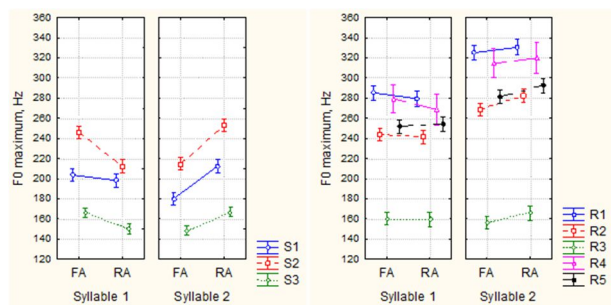 F0 maximum, Hz
360
340
320
300
280
260
240
220
200
180
160
140
120
FA RA
Syllable 1
FA RA
Syllable 2
S1
S2
S3
F0 maximum, Hz
360
340
320
300
280
260
240
220
200
180
160
140
120
FA RA
Syllable 1
FA RA
Syllable 2
R1
R2
R3
R4
R5